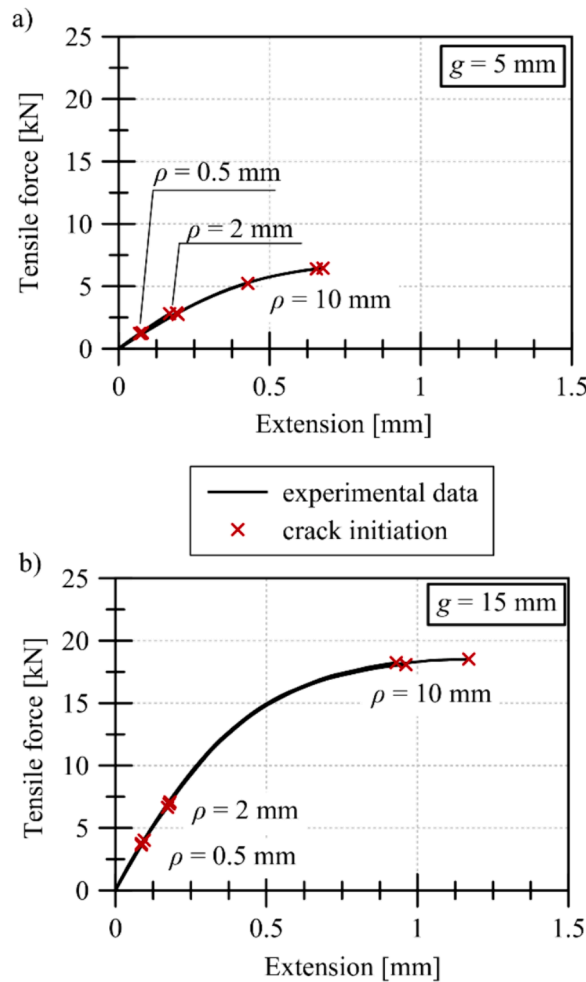 a)
25
20
15
10
5
0
Tensile force [kN]
g = 5 mm
ρ = 0.5 mm
ρ = 2 mm
ρ = 10 mm
0 0.5 1 1.5
Extension [mm]
experimental data
crack initiation
b)
25
20
15
10
5
0
Tensile force [kN]
g = 15 mm
ρ = 10 mm
ρ = 2 mm
ρ = 0.5 mm
0 0.5 1 1.5
Extension [mm]